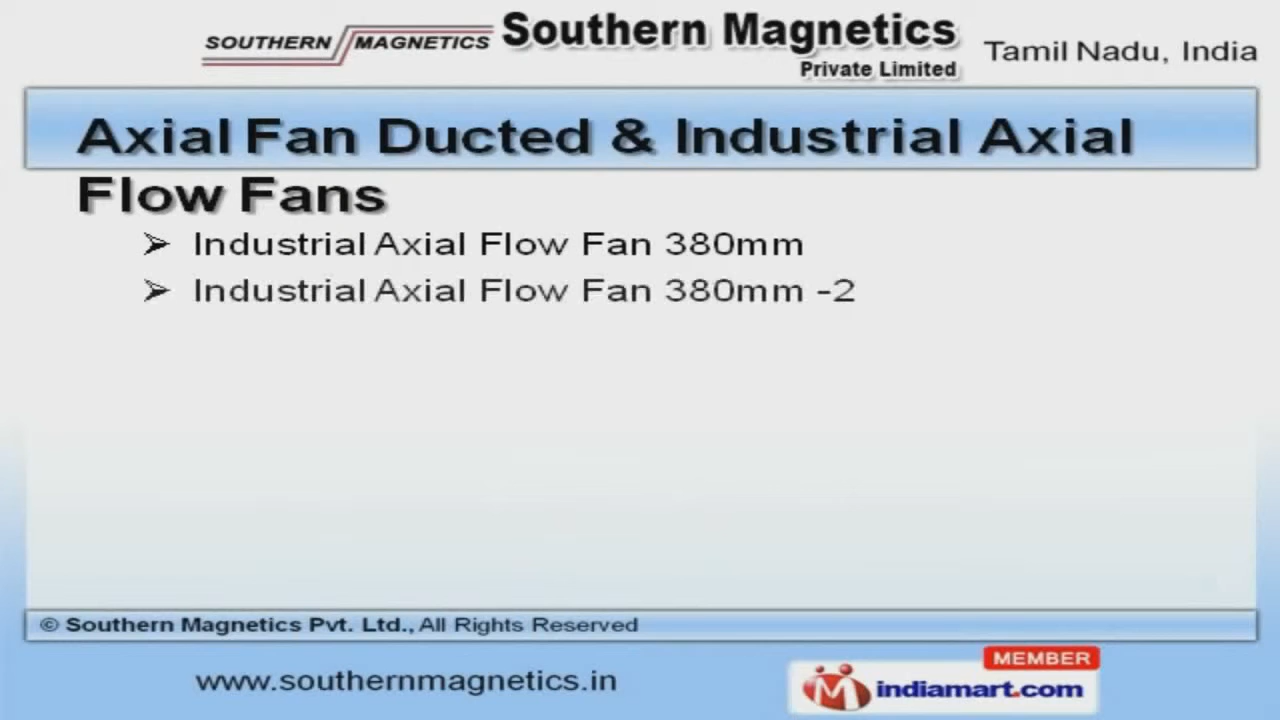 SOUTHERN MAGNETICS
Southern Magnetics
Private Limited
Tamil Nadu, India
Axial Fan Ducted & Industrial Axial
Flow Fans
➢ Industrial Axial Flow Fan 380mm
➢ Industrial Axial Flow Fan 380mm -2
© Southern Magnetics Pvt. Ltd., All Rights Reserved
www.southernmagnetics.in
MEMBER
indiamart.com